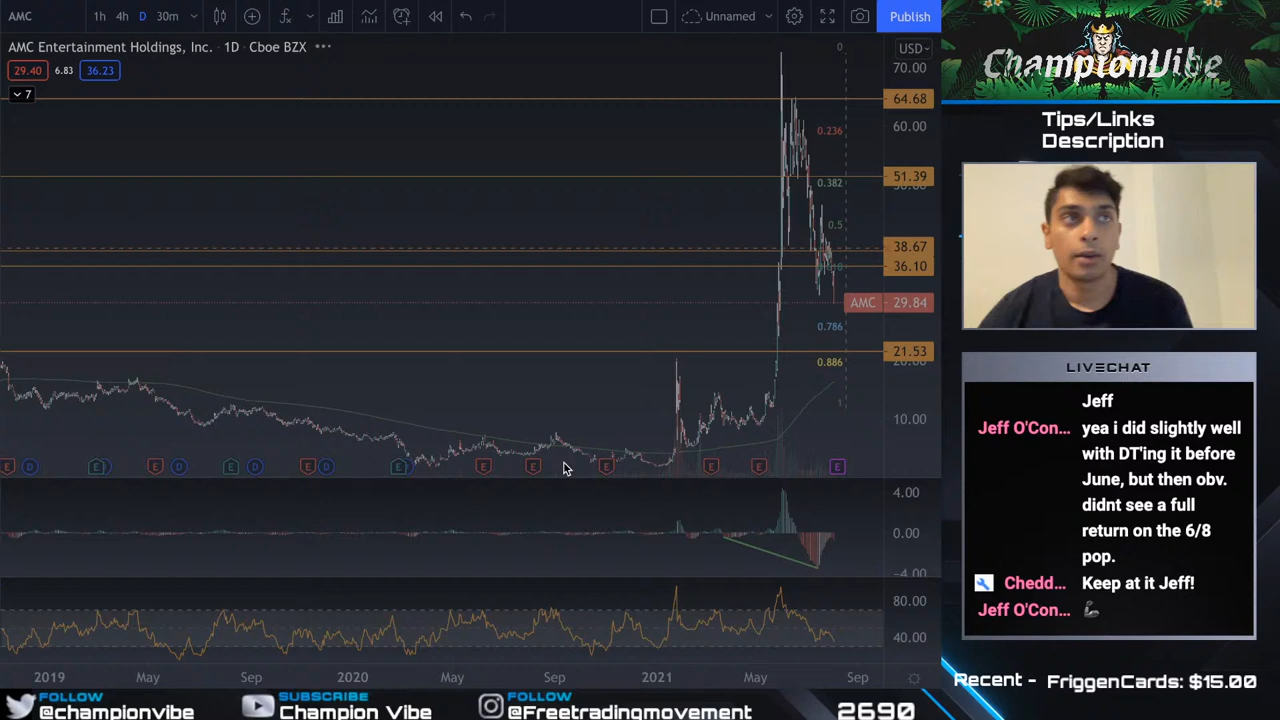 AMC 1h 4h D 30m Unnamed Publish
AMC Entertainment Holdings, Inc. · 1D · Cboe BZX
29.40 6.83 36.23
7
USD
0
70.00
64.68
60.00
0.236
51.39
50.00
0.382
0.5
38.67
36.10
AMC 29.84
0.786
21.53
20.00
0.886
1
10.00
E D E D E D E D E D E E E E E E E
4.00
0.00
-4.00
80.00
40.00
2019 May Sep 2020 May Sep 2021 May Sep
FOLLOW
@championvibe
SUBSCRIBE
Champion Vibe
FOLLOW
@Freetradingmovement
2690
ChampionVibe
Tips/Links
Description
LIVECHAT
Jeff
Jeff O'Con... yea i did slightly well
with DT'ing it before
June, but then obv.
didnt see a full
return on the 6/8
pop.
Chedd... Keep at it Jeff!
Jeff O'Con... 💪
Recent - FriggenCards: $15.00